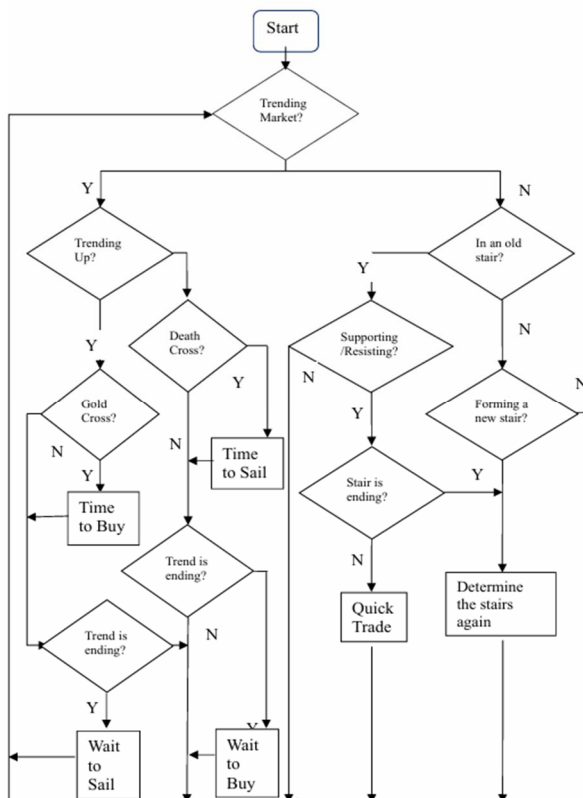 Start
Trending
Market?
Y
N
Trending
Up?
In an old
stair?
Y
N
Y
Death
Cross?
Supporting
/Resisting?
N
Y
Gold
Cross?
Y
N
Forming a
new stair?
N
N
Y
N
Y
Time
to Buy
Time
to Sail
Stair is
ending?
Y
Trend is
ending?
N
N
Quick
Trade
Determine
the stairs
again
Trend is
ending?
Y
Y
Wait
to
Sail
Wait
to
Buy